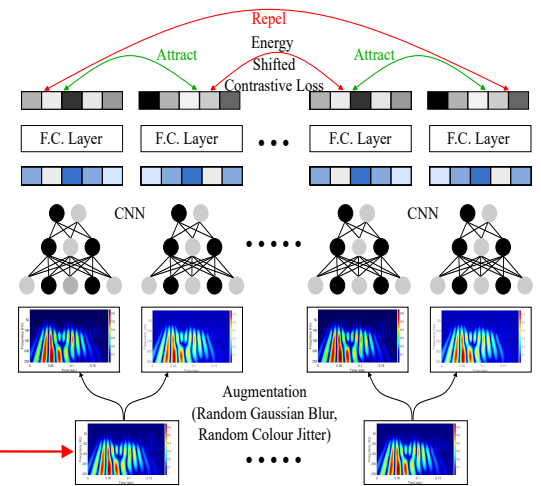 Repel
Attract
Energy
Shifted
Contrastive Loss
Attract
F.C. Layer
F.C. Layer
F.C. Layer
F.C. Layer
CNN
CNN
Augmentation
(Random Gaussian Blur,
Random Colour Jitter)